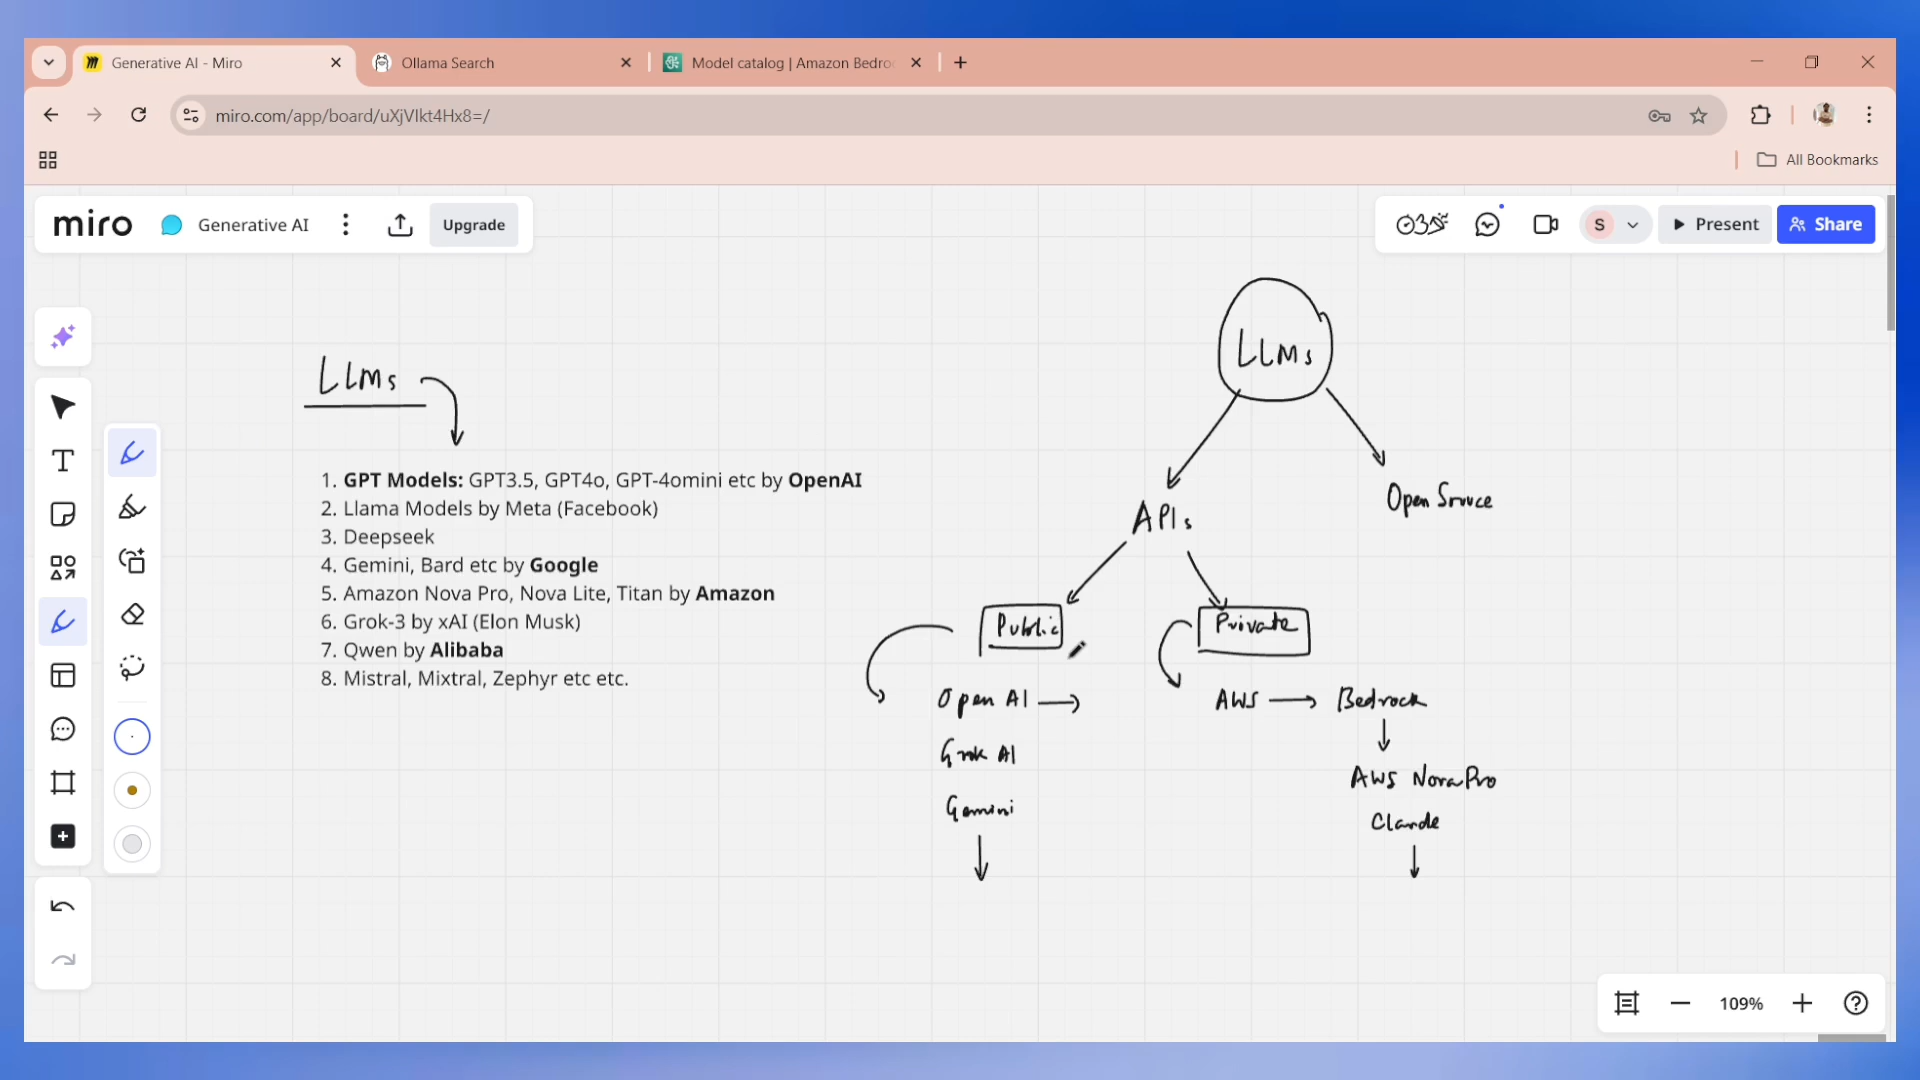 Generative AI - Miro
Ollama Search
Model catalog | Amazon Bedro
miro.com/app/board/uXjVIkt4Hx8=/
All Bookmarks
miro
Generative AI
Upgrade
S
Present
Share
LLMs
1. GPT Models: GPT3.5, GPT4o, GPT-4omini etc by OpenAI
2. Llama Models by Meta (Facebook)
3. Deepseek
4. Gemini, Bard etc by Google
5. Amazon Nova Pro, Nova Lite, Titan by Amazon
6. Grok-3 by xAI (Elon Musk)
7. Qwen by Alibaba
8. Mistral, Mixtral, Zephyr etc etc.
LLMs
APIs
Open Srouce
Public
Private
Open AI
Grok AI
Gemini
AWS
Bedrock
AWS Nova Pro
Claude
109%